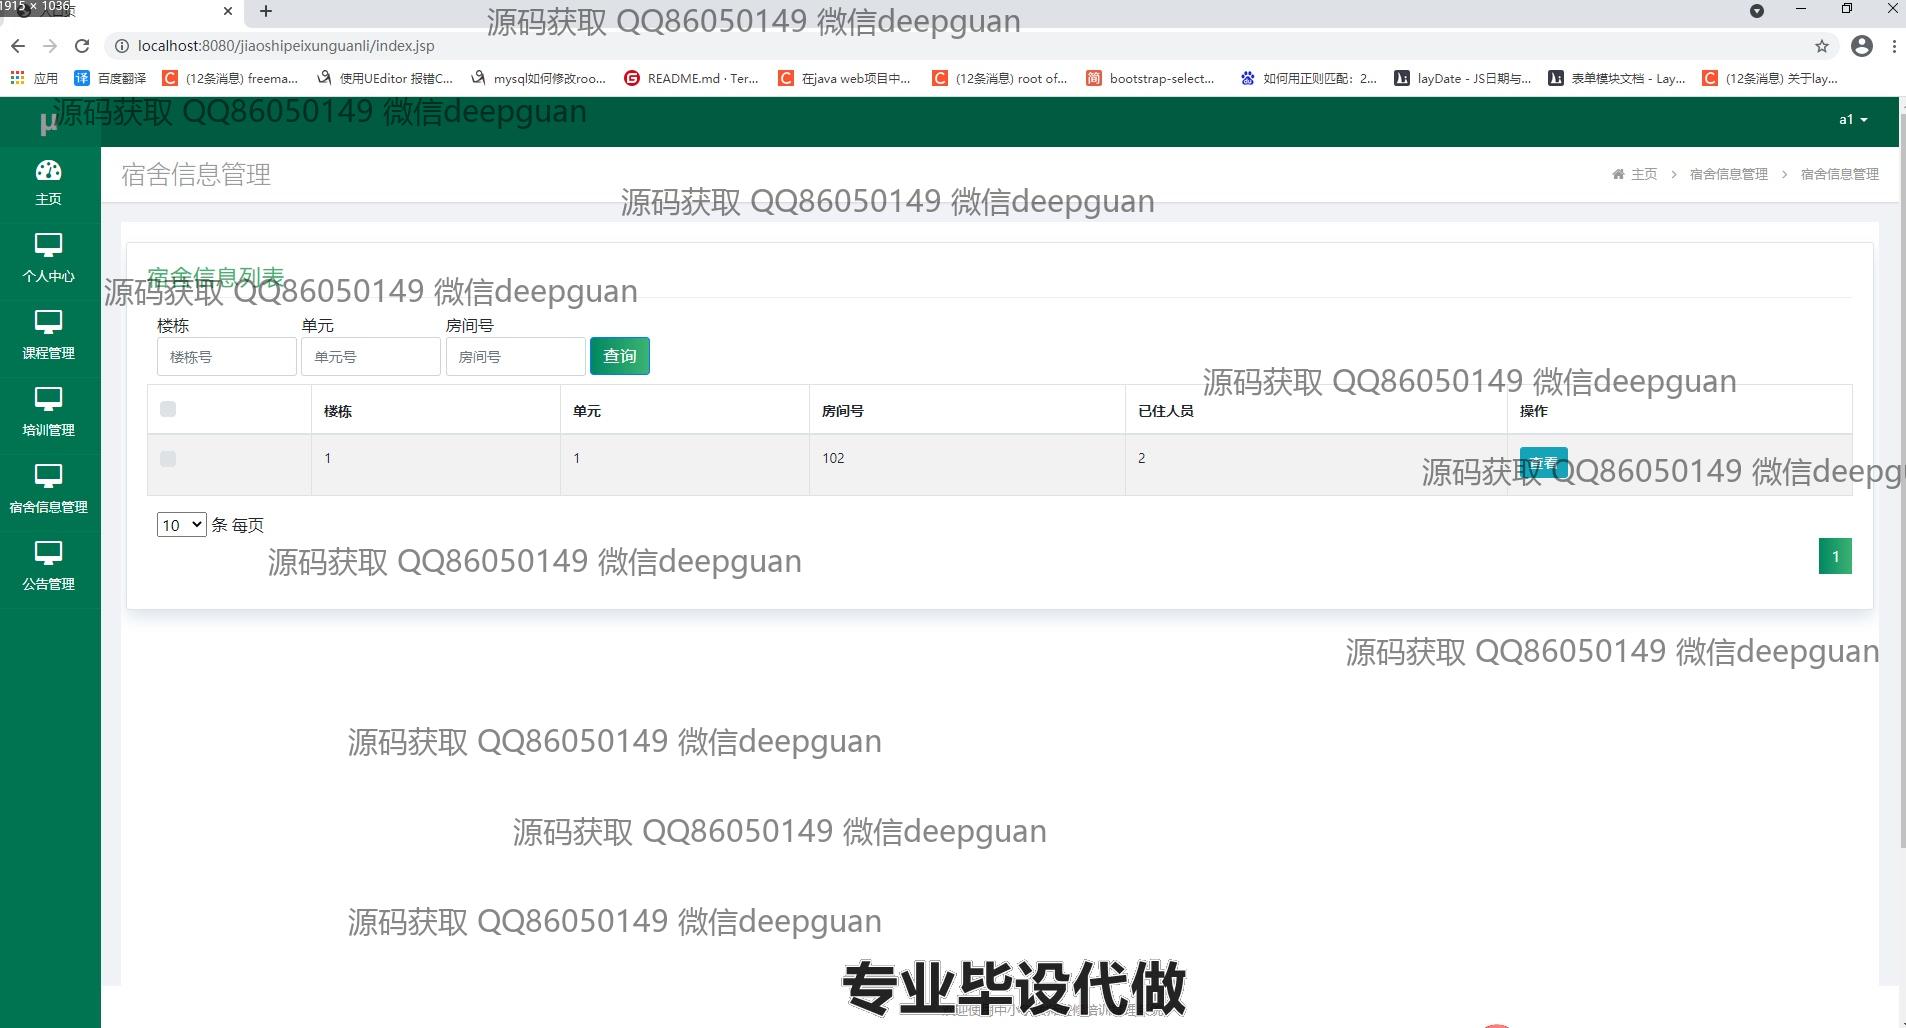 1915 × 1036
源码获取 QQ86050149 微信deepguan
localhost:8080/jiaoshipeixunguanli/index.jsp
应用 百度翻译 (12条消息) freema... 使用UEditor 报错C... mysql如何修改roo... README.md · Ter... 在java web项目中... (12条消息) root of... bootstrap-select... 如何用正则匹配：2... layDate - JS日期与... 表单模块文档 - Lay... (12条消息) 关于lay...
源码获取 QQ86050149 微信deepguan
μ
a1
主页
宿舍信息管理
主页 > 宿舍信息管理 > 宿舍信息管理
源码获取 QQ86050149 微信deepguan
个人中心
宿舍信息列表
源码获取 QQ86050149 微信deepguan
楼栋 单元 房间号
楼栋号 单元号 房间号 查询
课程管理
源码获取 QQ86050149 微信deepguan
楼栋 单元 房间号 已住人员 操作
培训管理
1 1 102 2 查看
源码获取 QQ86050149 微信deepg
宿舍信息管理
10 条 每页
源码获取 QQ86050149 微信deepguan
1
公告管理
源码获取 QQ86050149 微信deepguan
源码获取 QQ86050149 微信deepguan
源码获取 QQ86050149 微信deepguan
源码获取 QQ86050149 微信deepguan
专业毕设代做